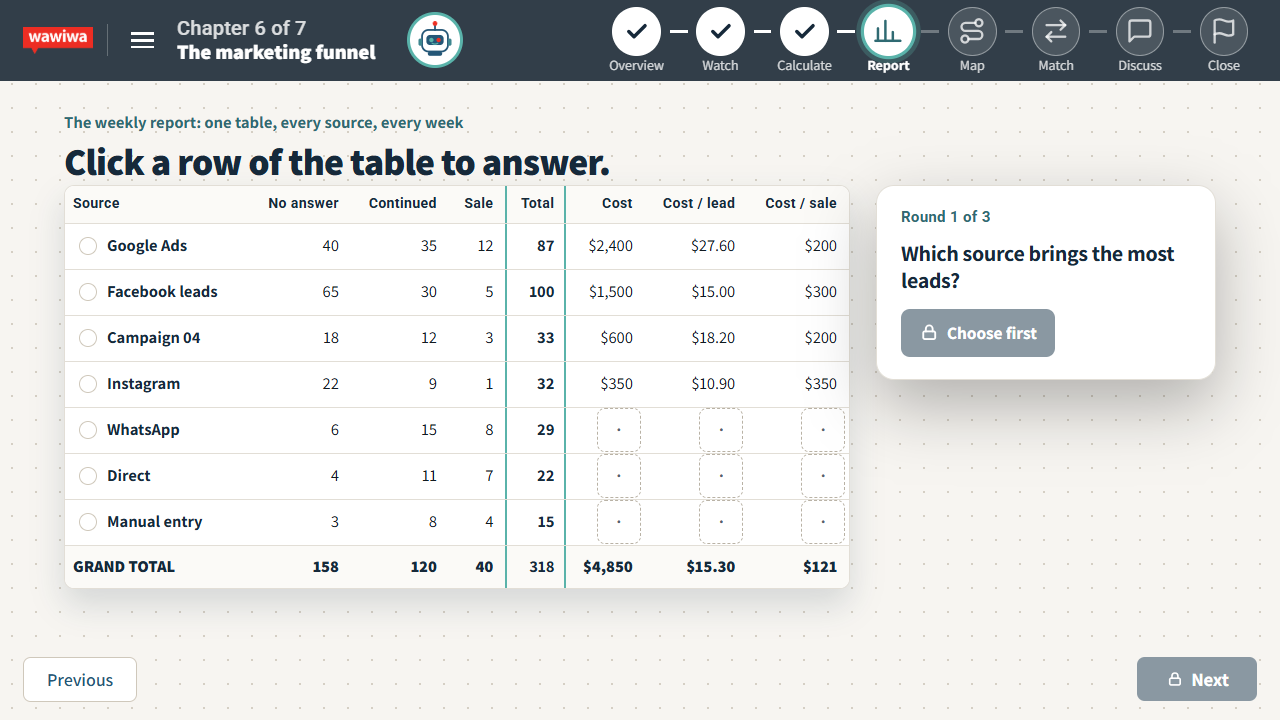 wawiwa
Chapter 6 of 7
The marketing funnel
Overview
Watch
Calculate
Report
Map
Match
Discuss
Close
The weekly report: one table, every source, every week
Click a row of the table to answer.
Source No answer Continued Sale Total Cost Cost / lead Cost / sale
Google Ads 40 35 12 87 $2,400 $27.60 $200
Facebook leads 65 30 5 100 $1,500 $15.00 $300
Campaign 04 18 12 3 33 $600 $18.20 $200
Instagram 22 9 1 32 $350 $10.90 $350
WhatsApp 6 15 8 29 · · ·
Direct 4 11 7 22 · · ·
Manual entry 3 8 4 15 · · ·
GRAND TOTAL 158 120 40 318 $4,850 $15.30 $121
Round 1 of 3
Which source brings the most
leads?
Choose first
Previous
Next